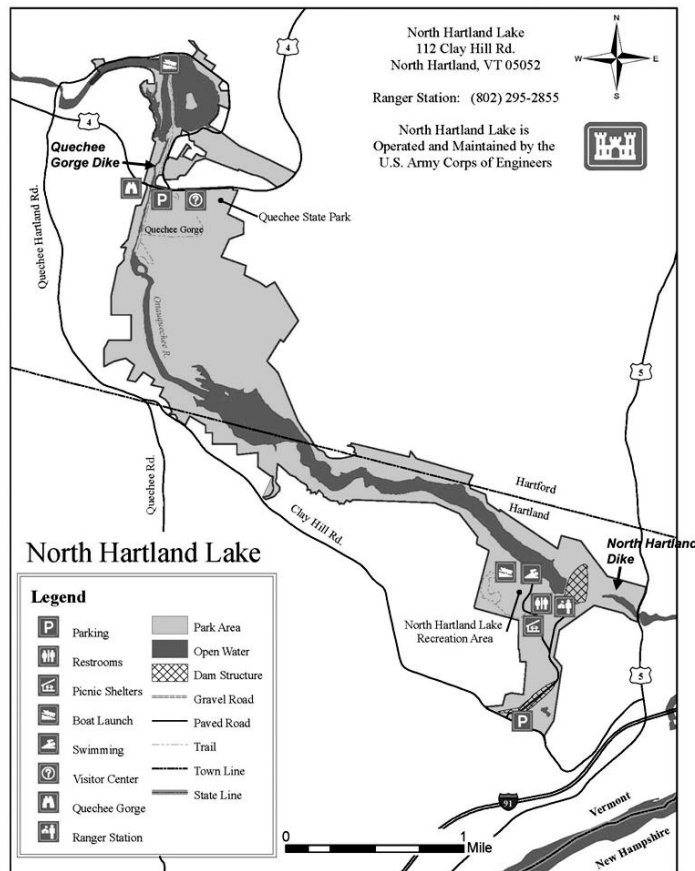 North Hartland Lake
112 Clay Hill Rd.
North Hartland, VT 05052
Ranger Station: (802) 295-2855
North Hartland Lake is
Operated and Maintained by the
U.S. Army Corps of Engineers
N
W
E
S
4
4
Quechee
Gorge Dike
P
?
Quechee State Park
Quechee Gorge
Quechee Hartland Rd.
Ottauquechee R.
5
Hartford
Hartland
Quechee Rd.
Clay Hill Rd.
North Hartland
Dike
North Hartland Lake
Recreation Area
P
5
91
Vermont
New Hampshire
North Hartland Lake
Legend
P
Parking
Restrooms
Picnic Shelters
Boat Launch
Swimming
?
Visitor Center
Quechee Gorge
Ranger Station
Park Area
Open Water
Dam Structure
Gravel Road
Paved Road
Trail
Town Line
State Line
0
1
Mile